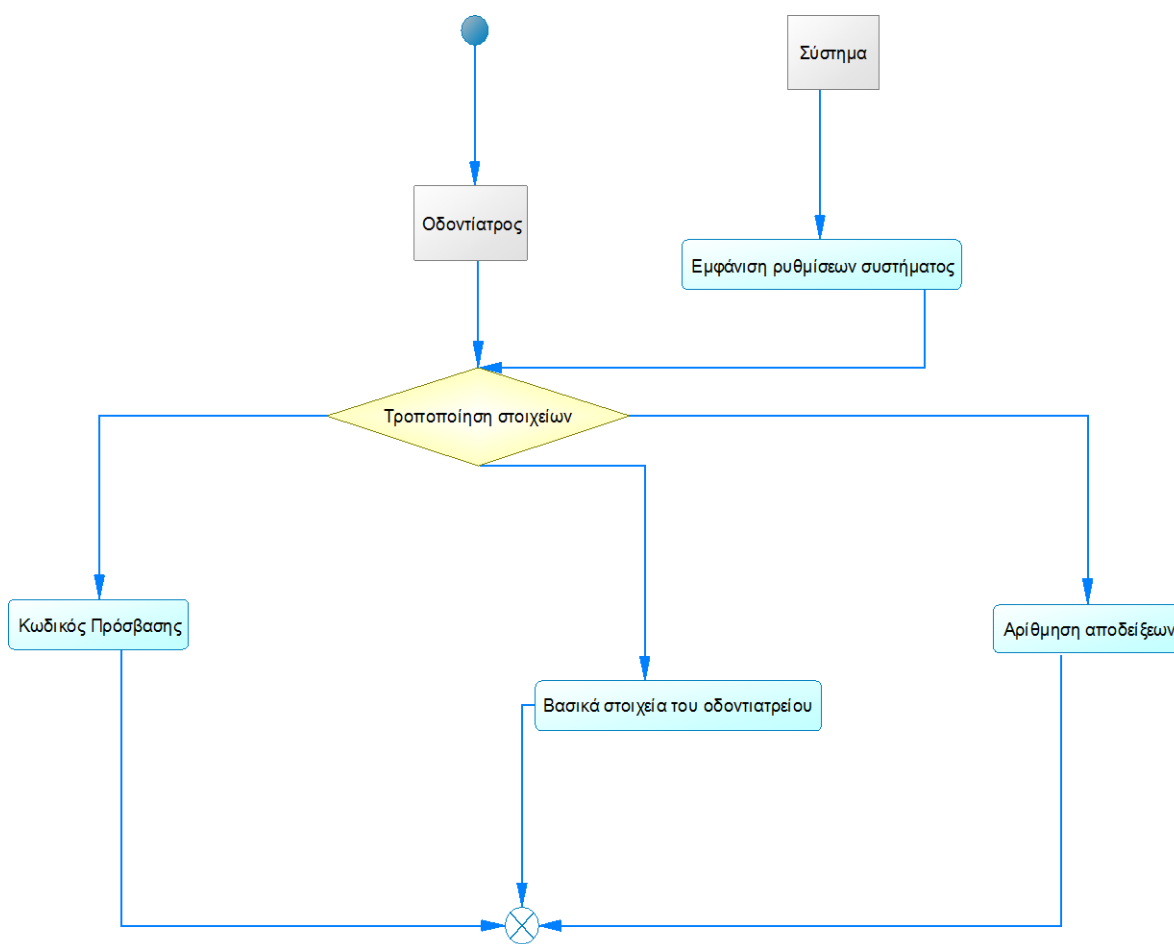 Σύστημα
Οδοντίατρος
Εμφάνιση ρυθμίσεων συστήματος
Τροποποίηση στοιχείων
Κωδικός Πρόσβασης
Αρίθμηση αποδείξεων
Βασικά στοιχεία του οδοντιατρείου